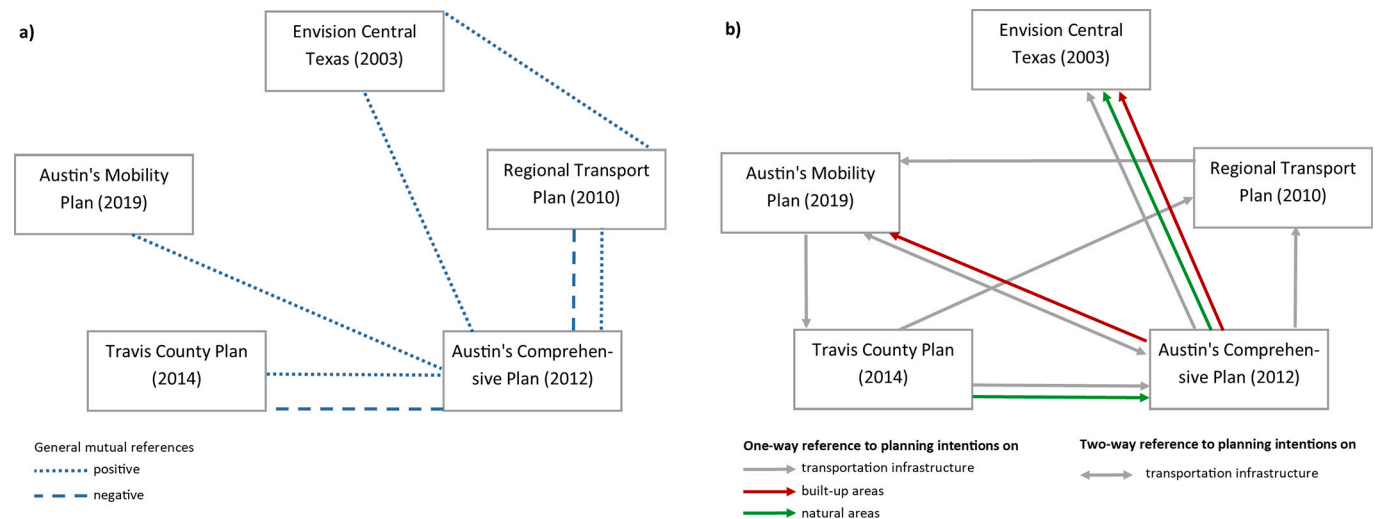 a)
Envision Central
Texas (2003)
Austin's Mobility
Plan (2019)
Regional Transport
Plan (2010)
Travis County Plan
(2014)
Austin's Comprehen-
sive Plan (2012)
General mutual references
positive
negative
b)
Envision Central
Texas (2003)
Austin's Mobility
Plan (2019)
Regional Transport
Plan (2010)
Travis County Plan
(2014)
Austin's Comprehen-
sive Plan (2012)
One-way reference to planning intentions on
transportation infrastructure
built-up areas
natural areas
Two-way reference to planning intentions on
transportation infrastructure